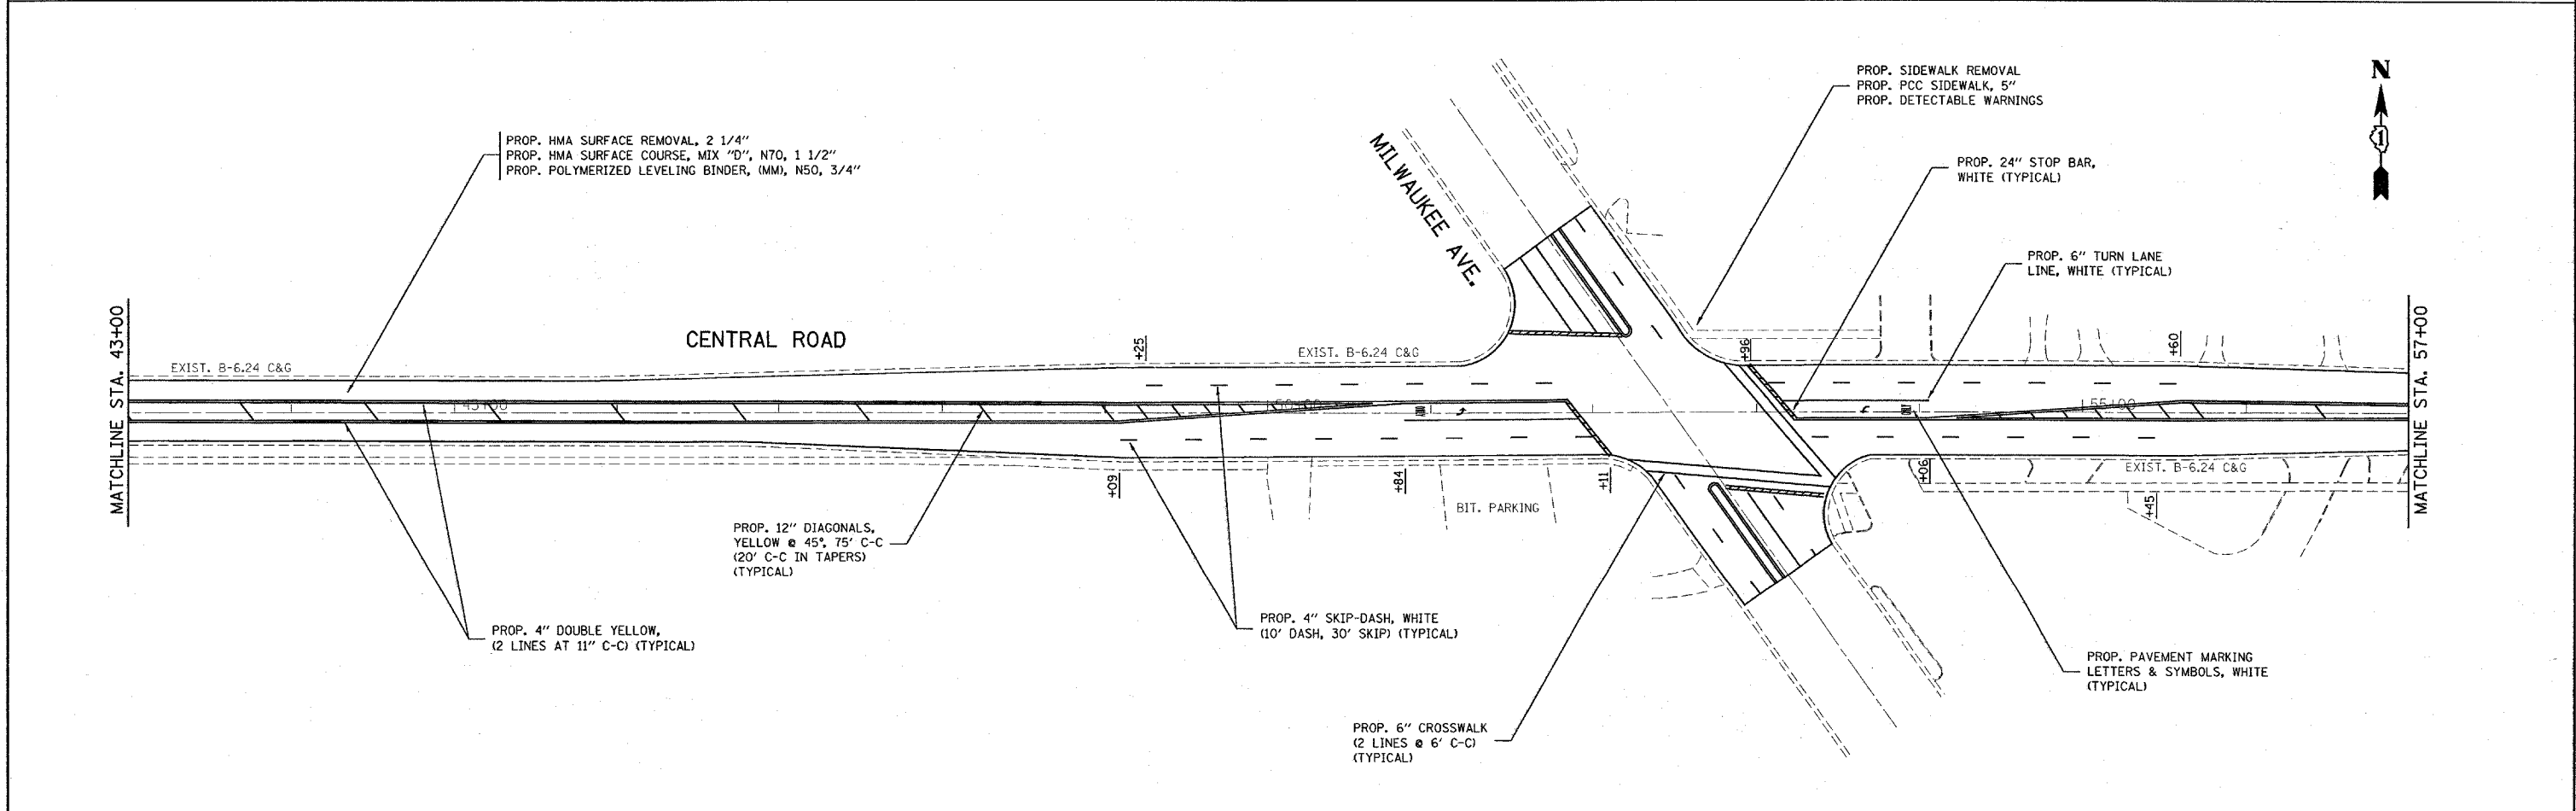 PROP. HMA SURFACE REMOVAL, 2 1/4"
PROP. HMA SURFACE COURSE, MIX "D", N70, 1 1/2"
PROP. POLYMERIZED LEVELING BINDER, (MM), N50, 3/4"
MILWAUKEE AVE.
PROP. SIDEWALK REMOVAL
PROP. PCC SIDEWALK, 5"
PROP. DETECTABLE WARNINGS
N
1
PROP. 24" STOP BAR,
WHITE (TYPICAL)
PROP. 6" TURN LANE
LINE, WHITE (TYPICAL)
MATCHLINE STA. 43+00
CENTRAL ROAD
EXIST. B-6.24 C&G
+25
EXIST. B-6.24 C&G
+96
+60
MATCHLINE STA. 57+00
45+00
50+00
55+00
+09
+84
+11
BIT. PARKING
+06
EXIST. B-6.24 C&G
+45
PROP. 12" DIAGONALS,
YELLOW @ 45°, 75' C-C
(20' C-C IN TAPERS)
(TYPICAL)
PROP. 4" DOUBLE YELLOW,
(2 LINES AT 11" C-C) (TYPICAL)
PROP. 4" SKIP-DASH, WHITE
(10' DASH, 30' SKIP) (TYPICAL)
PROP. 6" CROSSWALK
(2 LINES @ 6' C-C)
(TYPICAL)
PROP. PAVEMENT MARKING
LETTERS & SYMBOLS, WHITE
(TYPICAL)